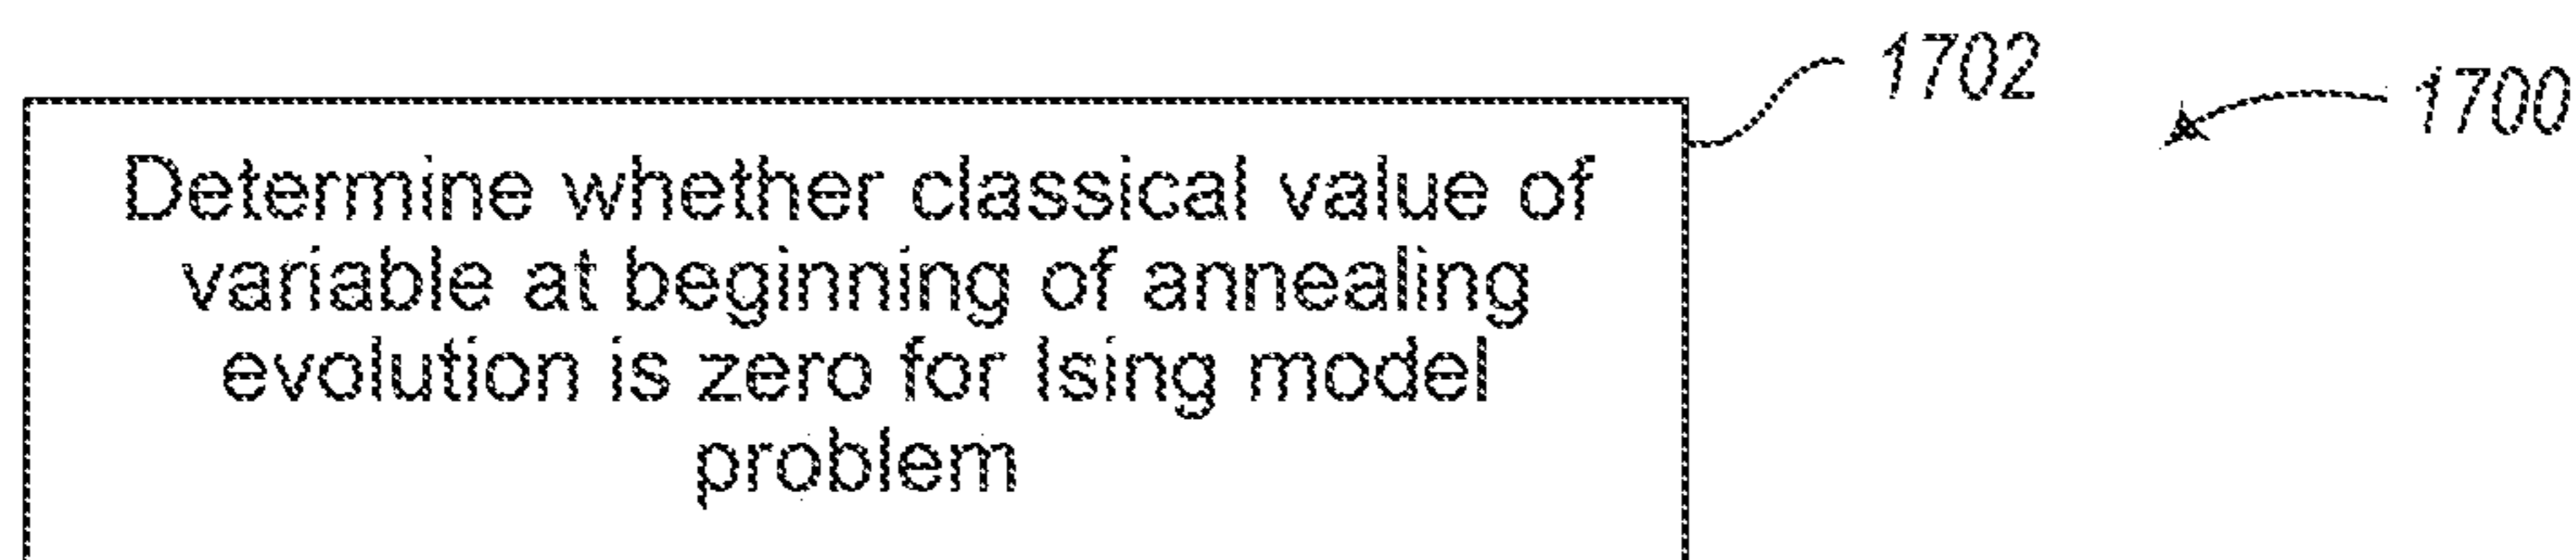 1702
1700
Determine whether classical value of
variable at beginning of annealing
evolution is zero for Ising model
problem